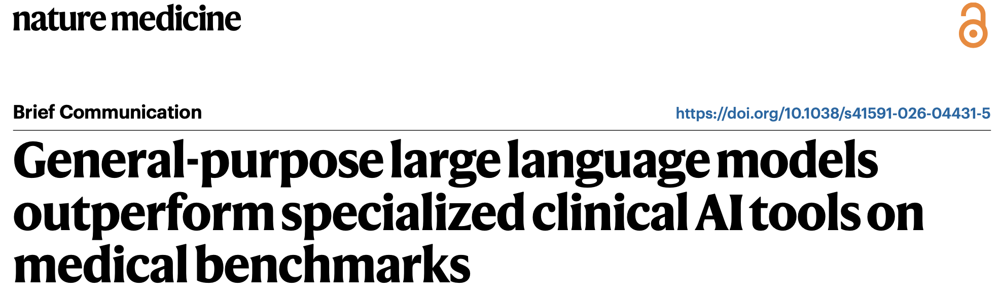 nature medicine
Brief Communication
https://doi.org/10.1038/s41591-026-04431-5
General-purpose large language models
outperform specialized clinical AI tools on
medical benchmarks